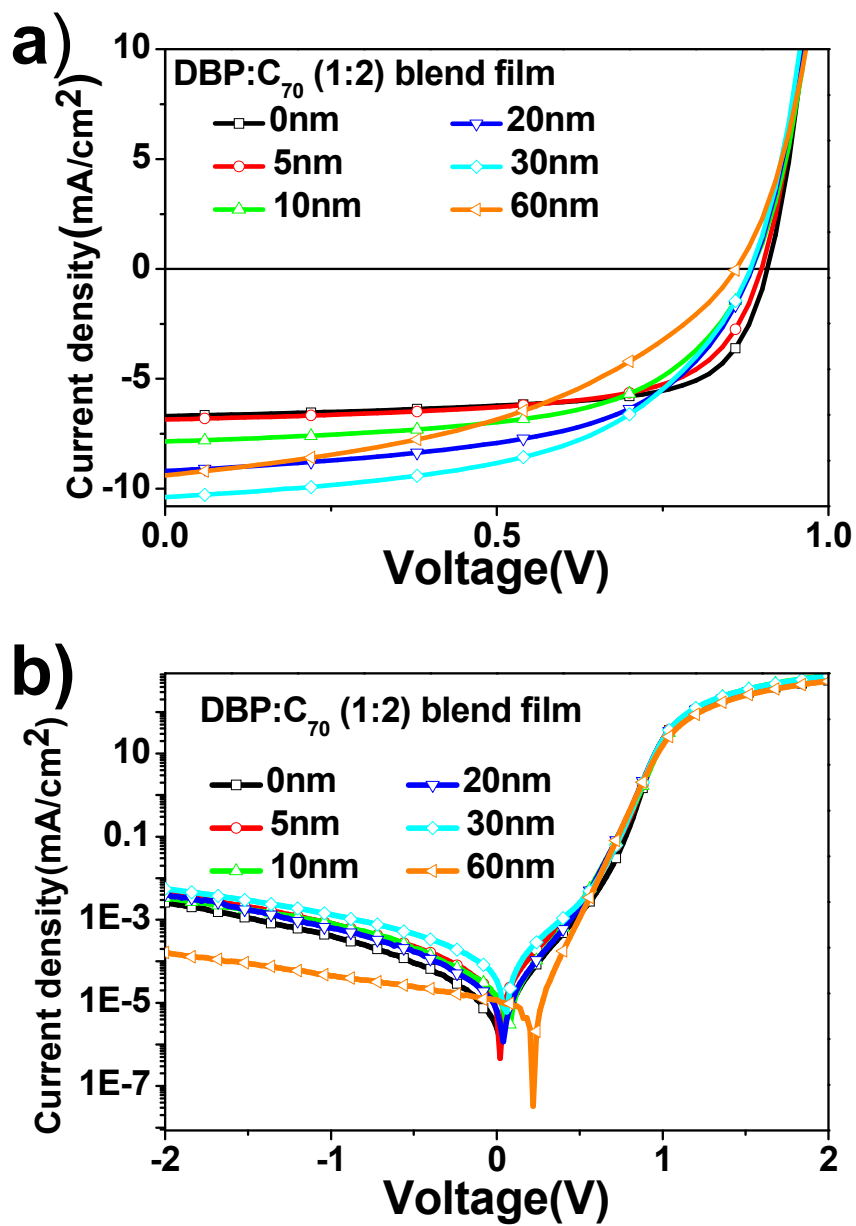 a)
DBP:C70 (1:2) blend film
0nm 20nm
5nm 30nm
10nm 60nm
Current density(mA/cm2)
10
5
0
-5
-10
0.0 0.5 1.0
Voltage(V)
b)
DBP:C70 (1:2) blend film
0nm 20nm
5nm 30nm
10nm 60nm
Current density(mA/cm2)
10
0.1
1E-3
1E-5
1E-7
-2 -1 0 1 2
Voltage(V)